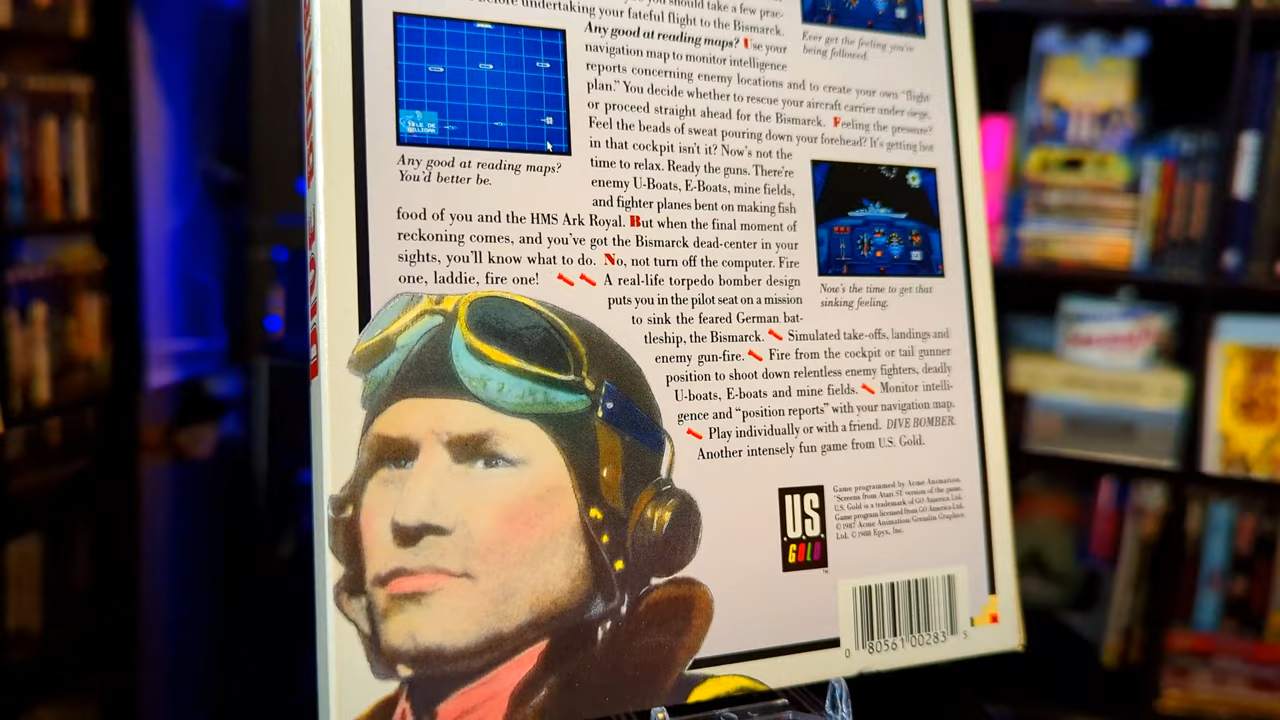 you should take a few prac-
before undertaking your fateful flight to the Bismarck.
Any good at reading maps? Use your
navigation map to monitor intelligence
reports concerning enemy locations and to create your own "flight
plan." You decide whether to rescue your aircraft carrier under siege,
or proceed straight ahead for the Bismarck. Feeling the pressure?
Feel the beads of sweat pouring down your forehead? It's getting hot
in that cockpit isn't it? Now's not the
time to relax. Ready the guns. There're
enemy U-Boats, E-Boats, mine fields,
and fighter planes bent on making fish
food of you and the HMS Ark Royal. But when the final moment of
reckoning comes, and you've got the Bismarck dead-center in your
sights, you'll know what to do. No, not turn off the computer. Fire
one, laddie, fire one! A real-life torpedo bomber design
puts you in the pilot seat on a mission
to sink the feared German bat-
tleship, the Bismarck. Simulated take-offs, landings and
enemy gun-fire. Fire from the cockpit or tail gunner
position to shoot down relentless enemy fighters, deadly
U-boats, E-boats and mine fields. Monitor intelli-
gence and "position reports" with your navigation map.
Play individually or with a friend. DIVE BOMBER.
Another intensely fun game from U.S. Gold.
Ever get the feeling you're
being followed.
Any good at reading maps?
You'd better be.
Now's the time to get that
sinking feeling.
U.S.
GOLD
TM
Game programmed by Acme Animation.
Screens from Atari ST version of the game.
U.S. Gold is a trademark of GO America Ltd.
Game program licensed from GO America Ltd.
©1987 Acme Animation/Gremlin Graphics
Ltd. ©1988 Epyx, Inc.
0 80561 00283 5